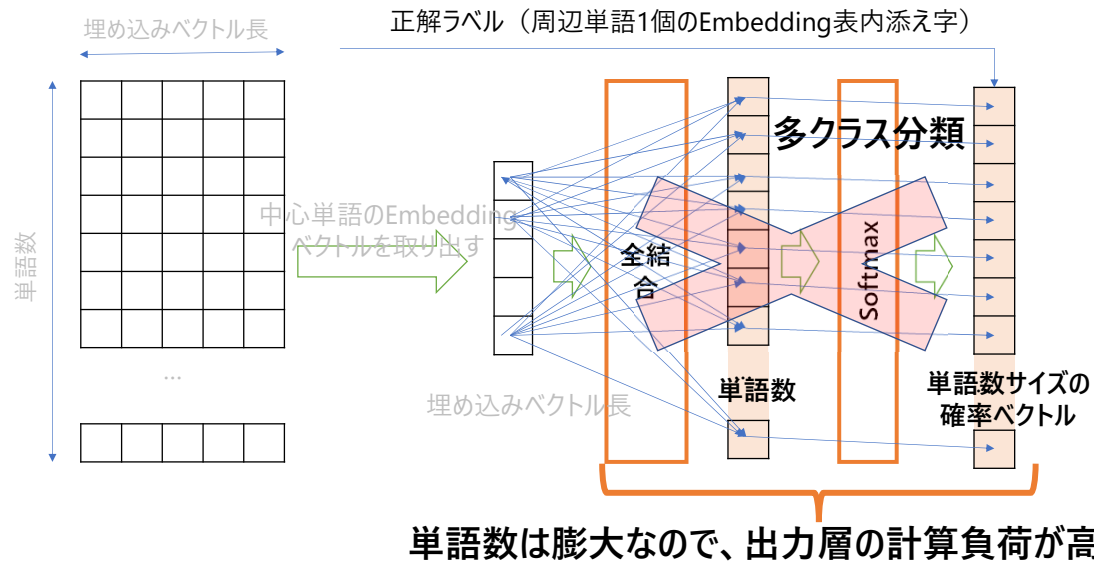 正解ラベル（周辺単語1個のEmbedding表内添え字）
埋め込みベクトル長
多クラス分類
中心単語のEmbedding
ベクトルを取り出す
単語数
全結
合
Softmax
...
埋め込みベクトル長
単語数
単語数サイズの
確率ベクトル
単語数は膨大なので、出力層の計算負荷が高